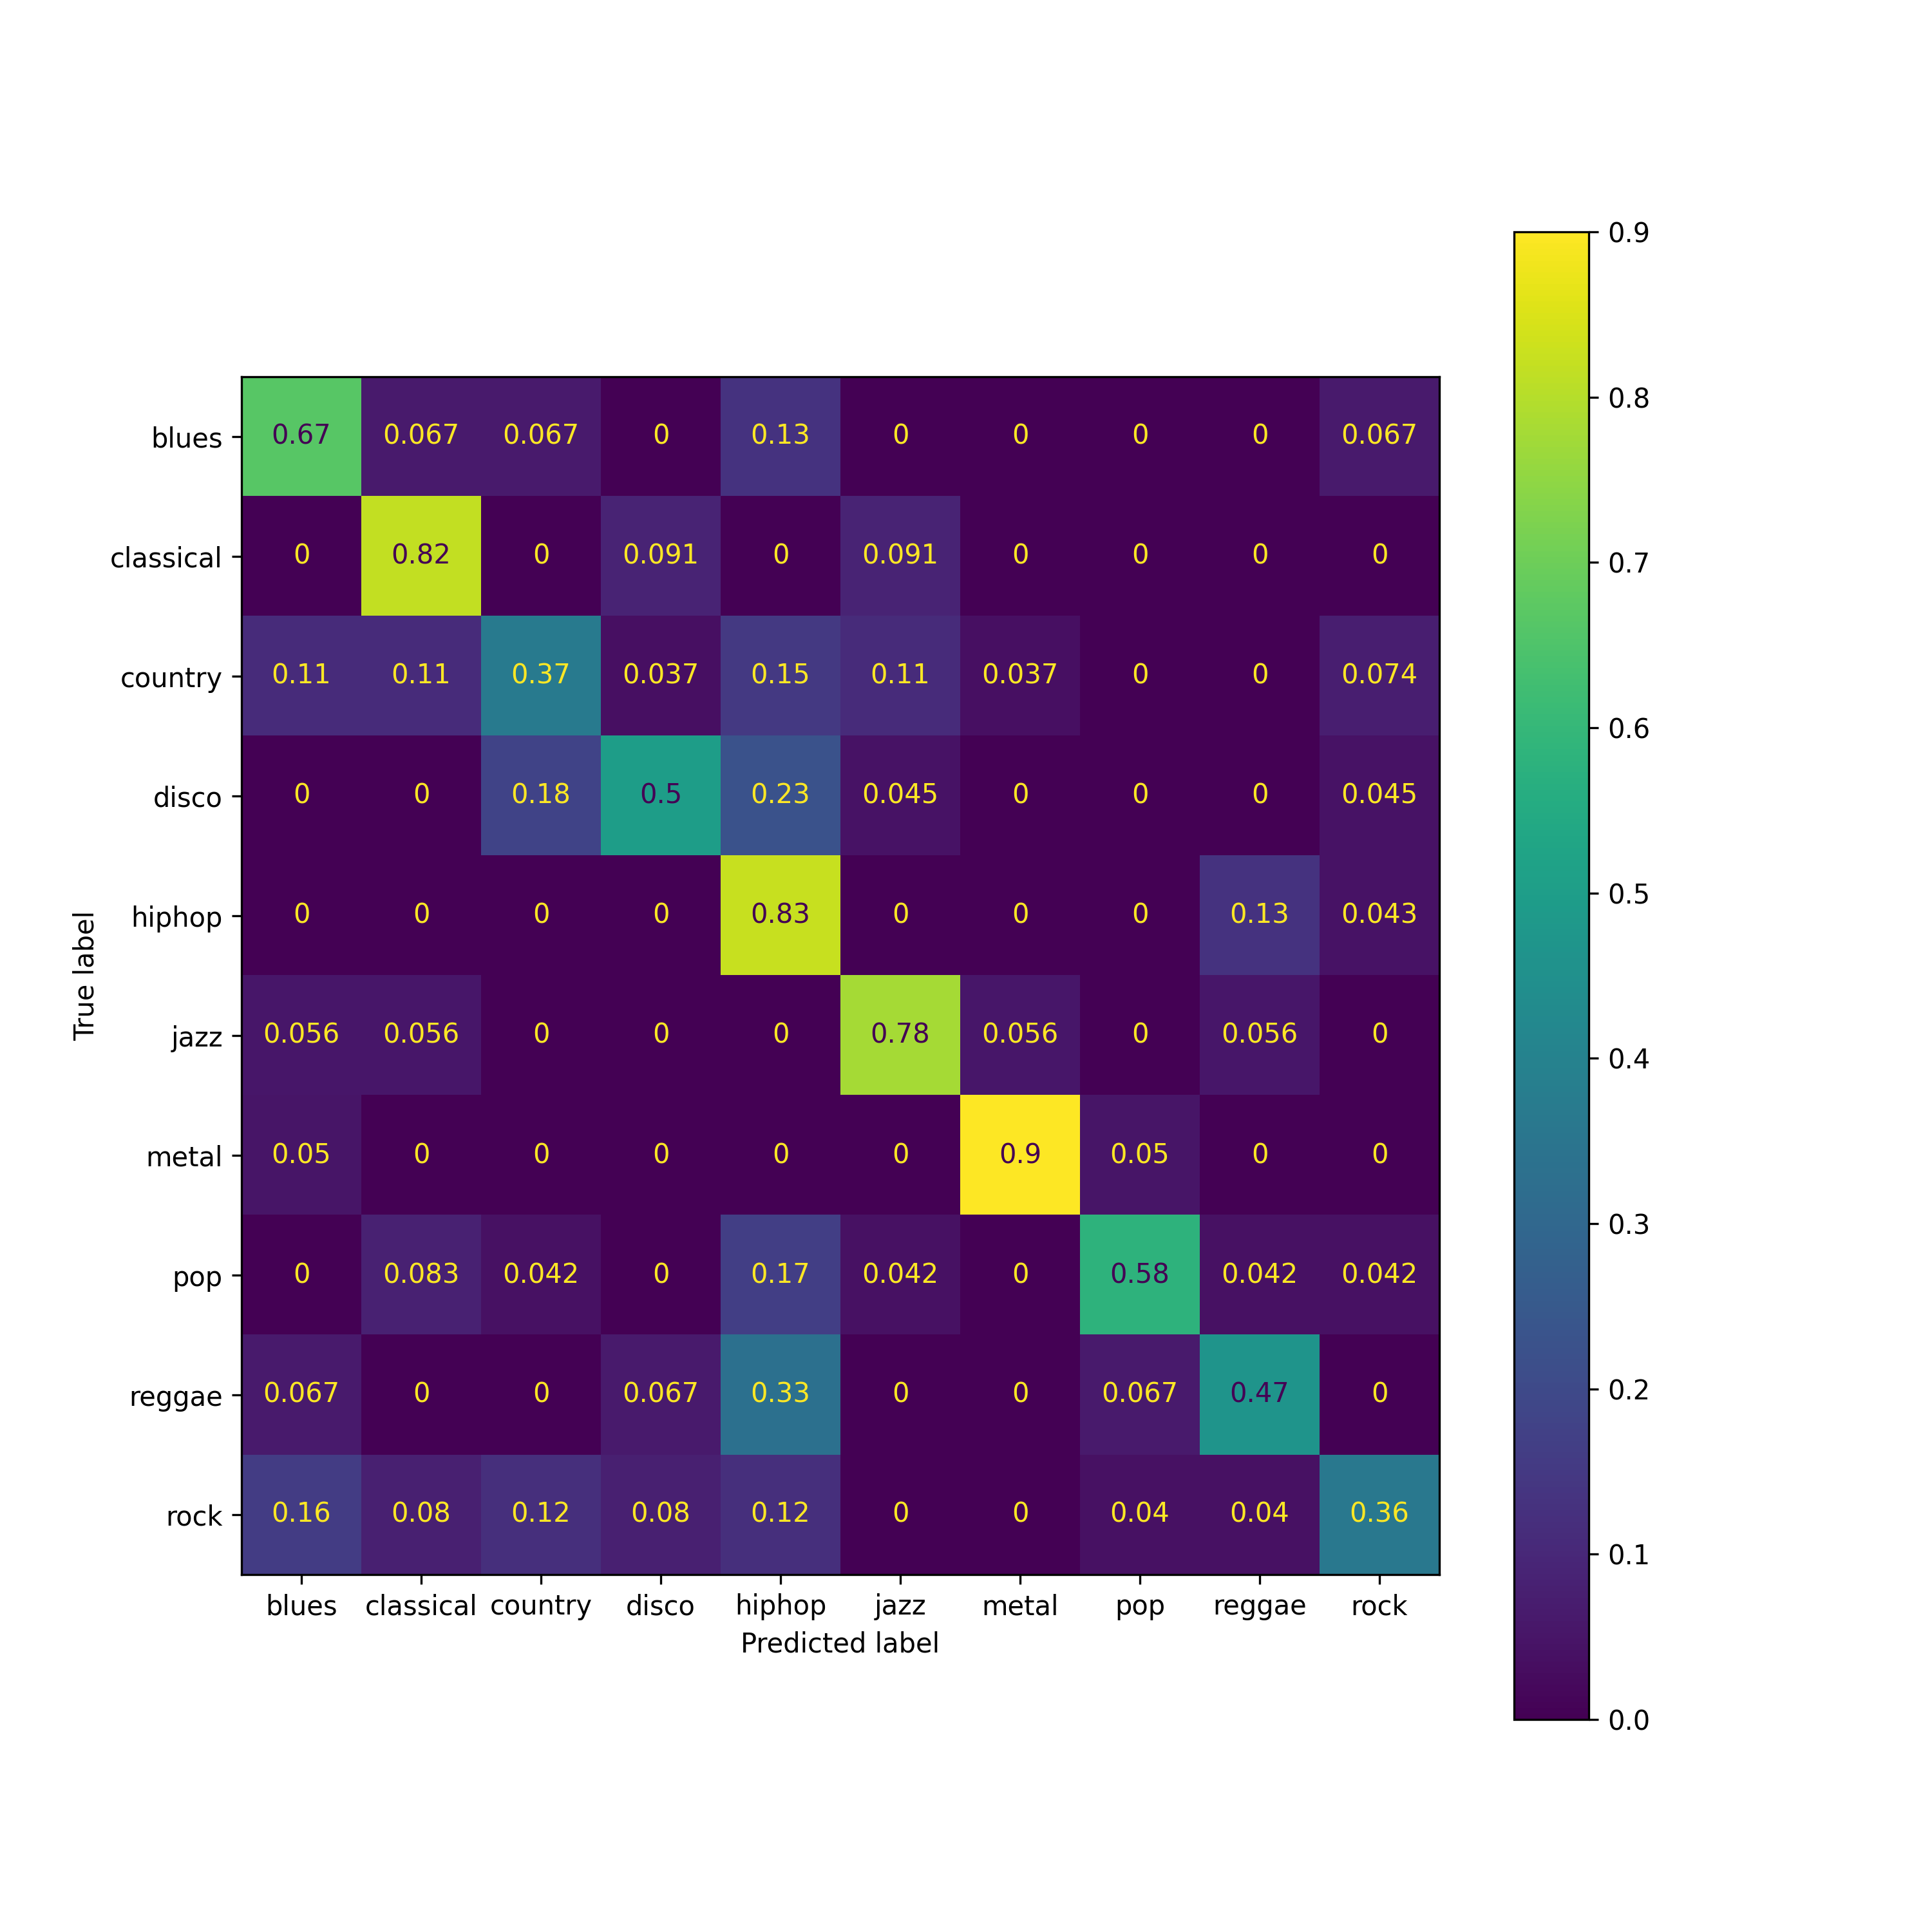 blues 0.67 0.067 0.067 0 0.13 0 0 0 0 0.067
classical 0 0.82 0 0.091 0 0.091 0 0 0 0
country 0.11 0.11 0.37 0.037 0.15 0.11 0.037 0 0 0.074
disco 0 0 0.18 0.5 0.23 0.045 0 0 0 0.045
hiphop 0 0 0 0 0.83 0 0 0 0.13 0.043
jazz 0.056 0.056 0 0 0 0.78 0.056 0 0.056 0
metal 0.05 0 0 0 0 0 0.9 0.05 0 0
pop 0 0.083 0.042 0 0.17 0.042 0 0.58 0.042 0.042
reggae 0.067 0 0 0.067 0.33 0 0 0.067 0.47 0
rock 0.16 0.08 0.12 0.08 0.12 0 0 0.04 0.04 0.36
True label
blues classical country disco hiphop jazz metal pop reggae rock
Predicted label
0.9
0.8
0.7
0.6
0.5
0.4
0.3
0.2
0.1
0.0